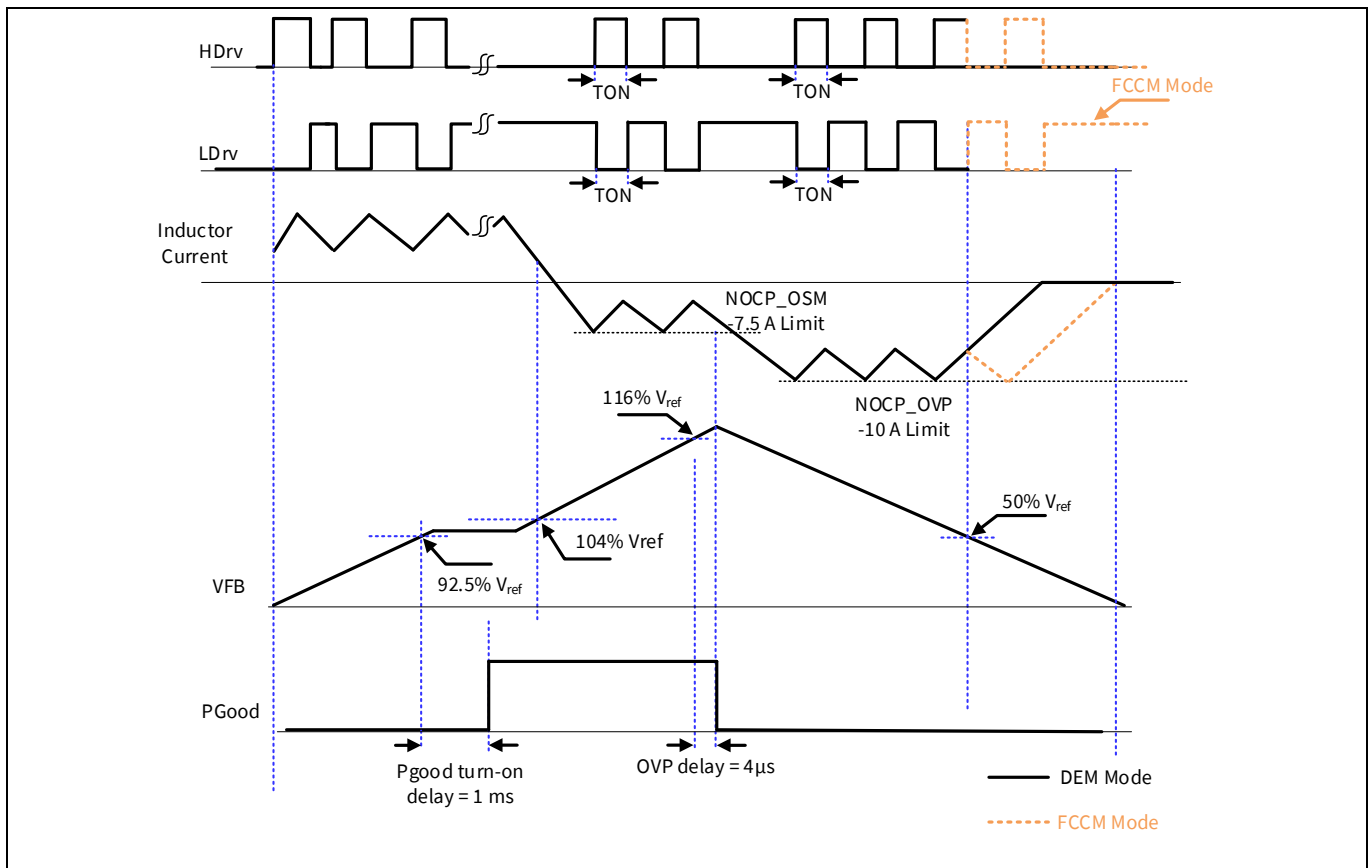 HDrv
TON
TON
FCCM Mode
LDrv
TON
TON
Inductor
Current
NOCP_OSM
-7.5 A Limit
NOCP_OVP
-10 A Limit
116% Vref
50% Vref
104% Vref
92.5% Vref
VFB
PGood
Pgood turn-on
delay = 1 ms
OVP delay = 4µs
DEM Mode
FCCM Mode